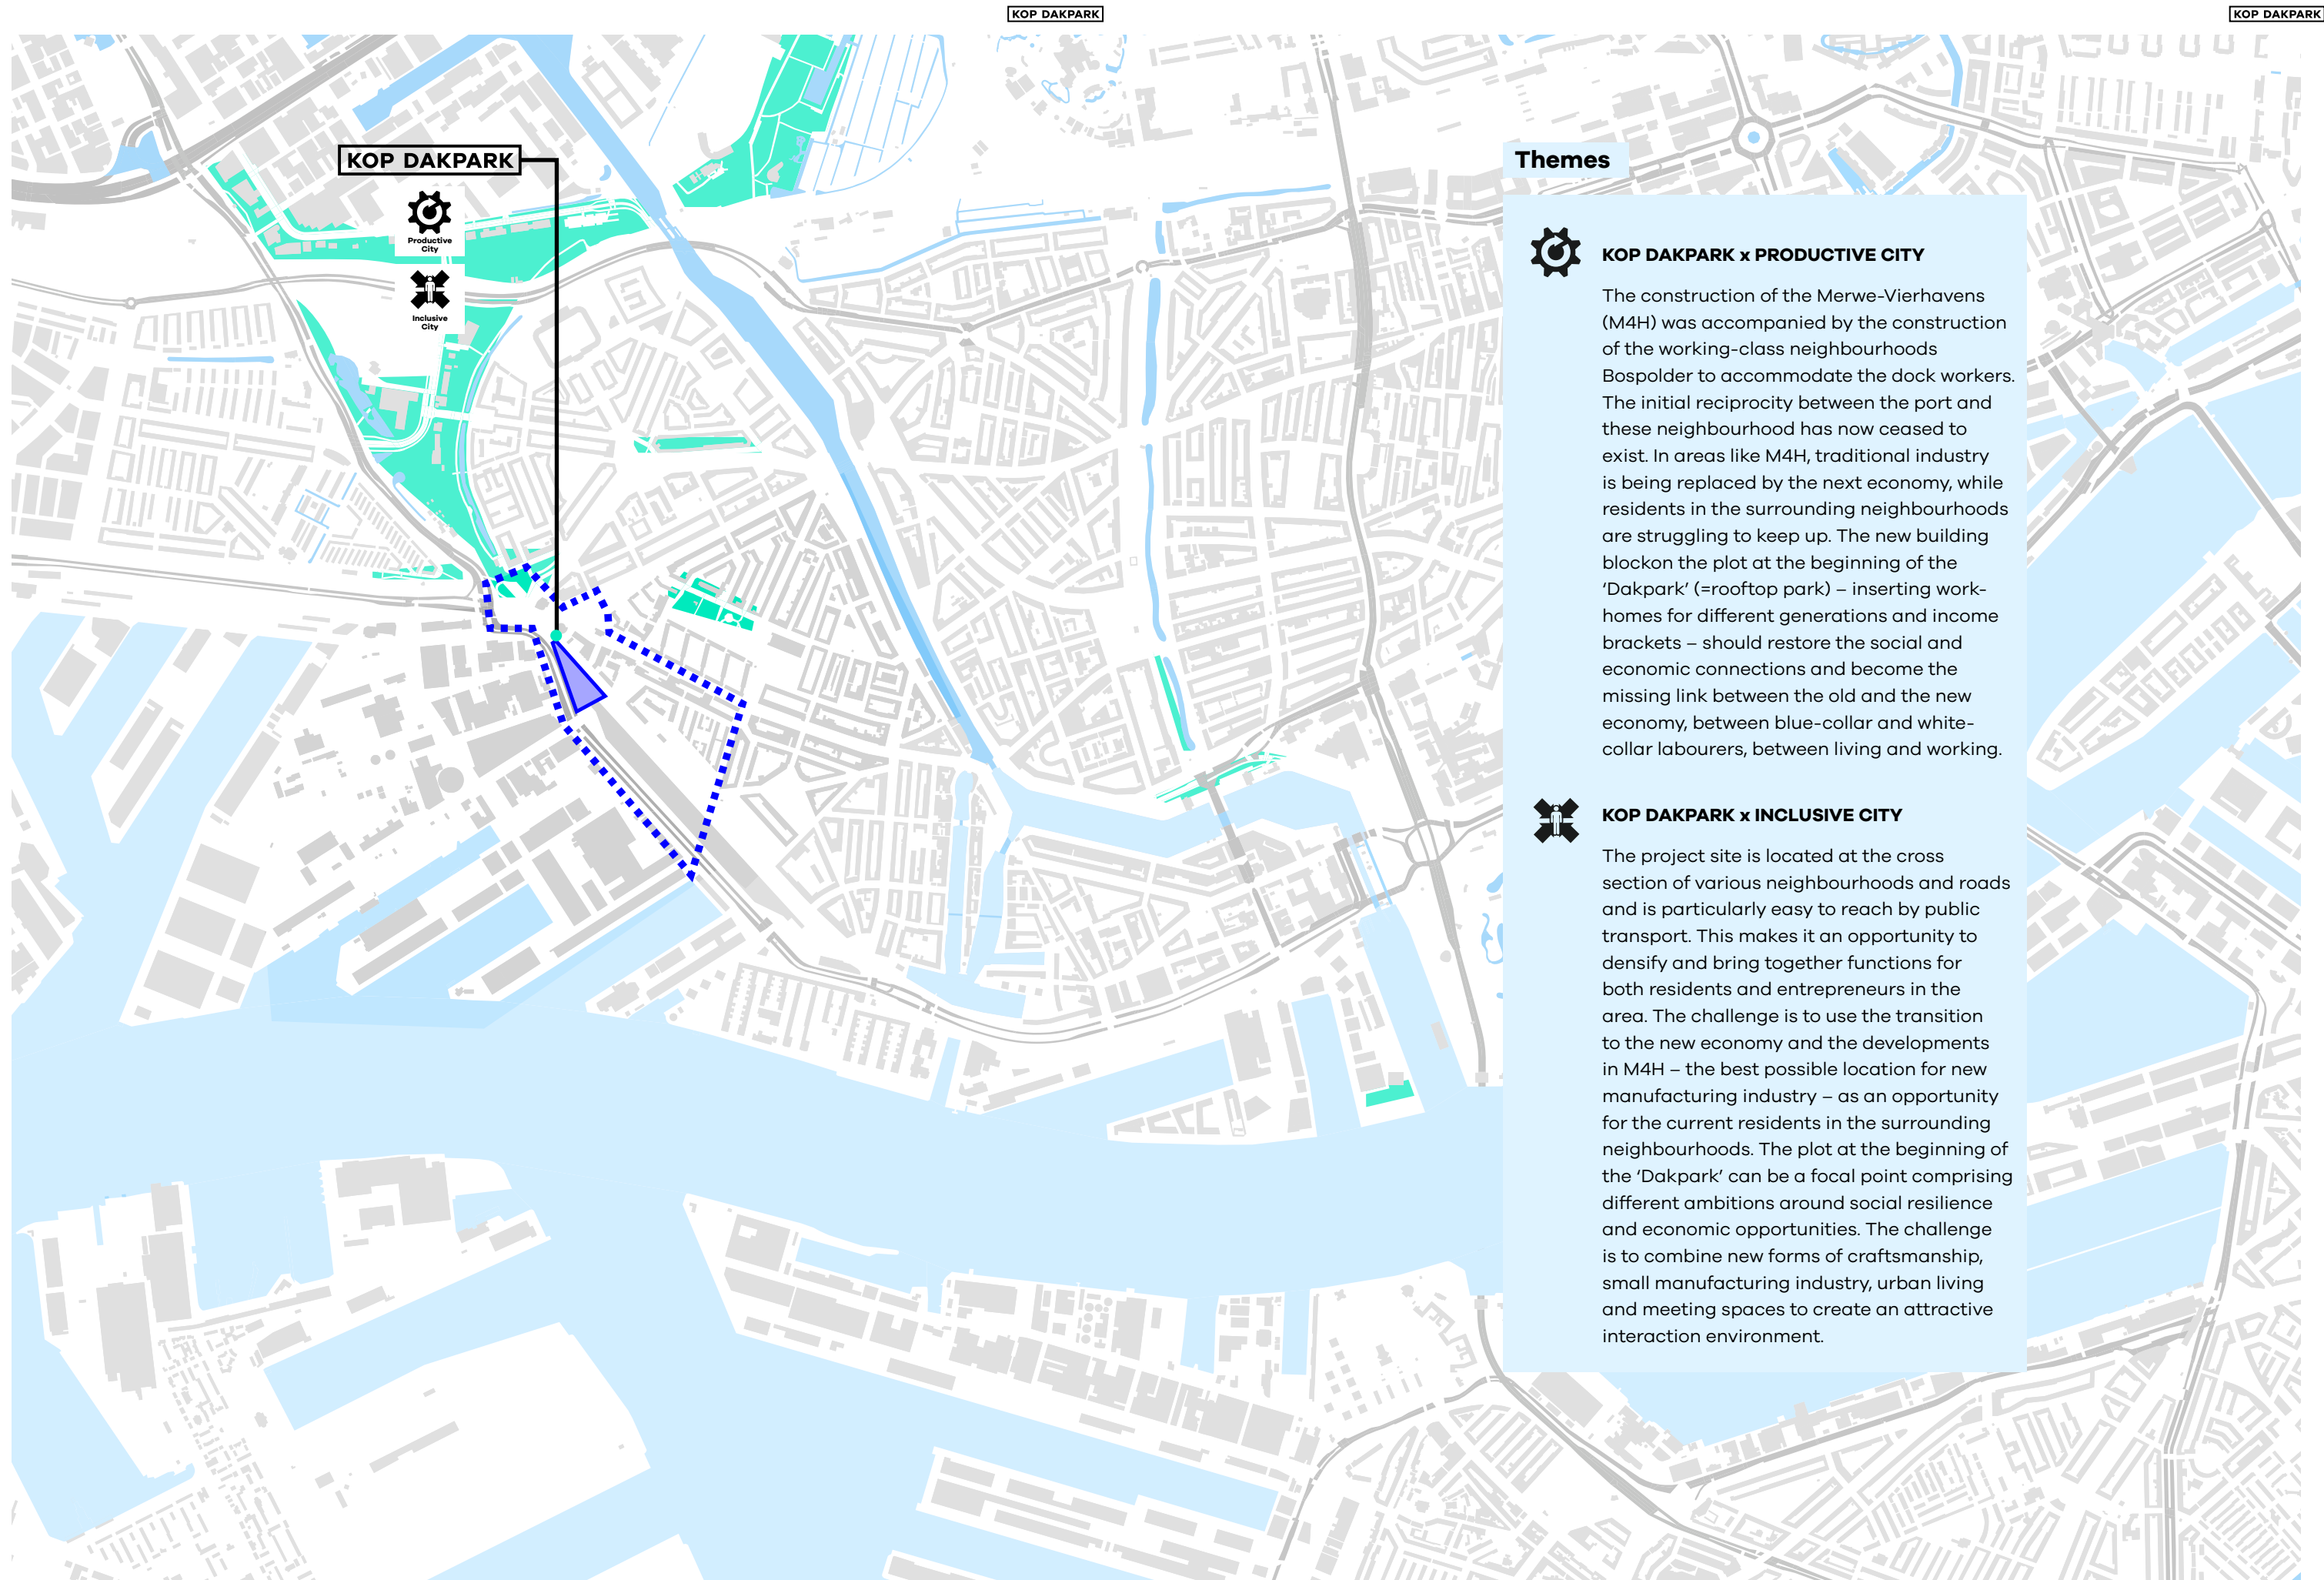 KOP DAKPARK
KOP DAKPARK
KOP DAKPARK
Productive
City
Inclusive
City
Themes
KOP DAKPARK x PRODUCTIVE CITY
The construction of the Merwe-Vierhavens
(M4H) was accompanied by the construction
of the working-class neighbourhoods
Bospolder to accommodate the dock workers.
The initial reciprocity between the port and
these neighbourhood has now ceased to
exist. In areas like M4H, traditional industry
is being replaced by the next economy, while
residents in the surrounding neighbourhoods
are struggling to keep up. The new building
blockon the plot at the beginning of the
‘Dakpark’ (=rooftop park) – inserting work-
homes for different generations and income
brackets – should restore the social and
economic connections and become the
missing link between the old and the new
economy, between blue-collar and white-
collar labourers, between living and working.
KOP DAKPARK x INCLUSIVE CITY
The project site is located at the cross
section of various neighbourhoods and roads
and is particularly easy to reach by public
transport. This makes it an opportunity to
densify and bring together functions for
both residents and entrepreneurs in the
area. The challenge is to use the transition
to the new economy and the developments
in M4H – the best possible location for new
manufacturing industry – as an opportunity
for the current residents in the surrounding
neighbourhoods. The plot at the beginning of
the ‘Dakpark’ can be a focal point comprising
different ambitions around social resilience
and economic opportunities. The challenge
is to combine new forms of craftsmanship,
small manufacturing industry, urban living
and meeting spaces to create an attractive
interaction environment.